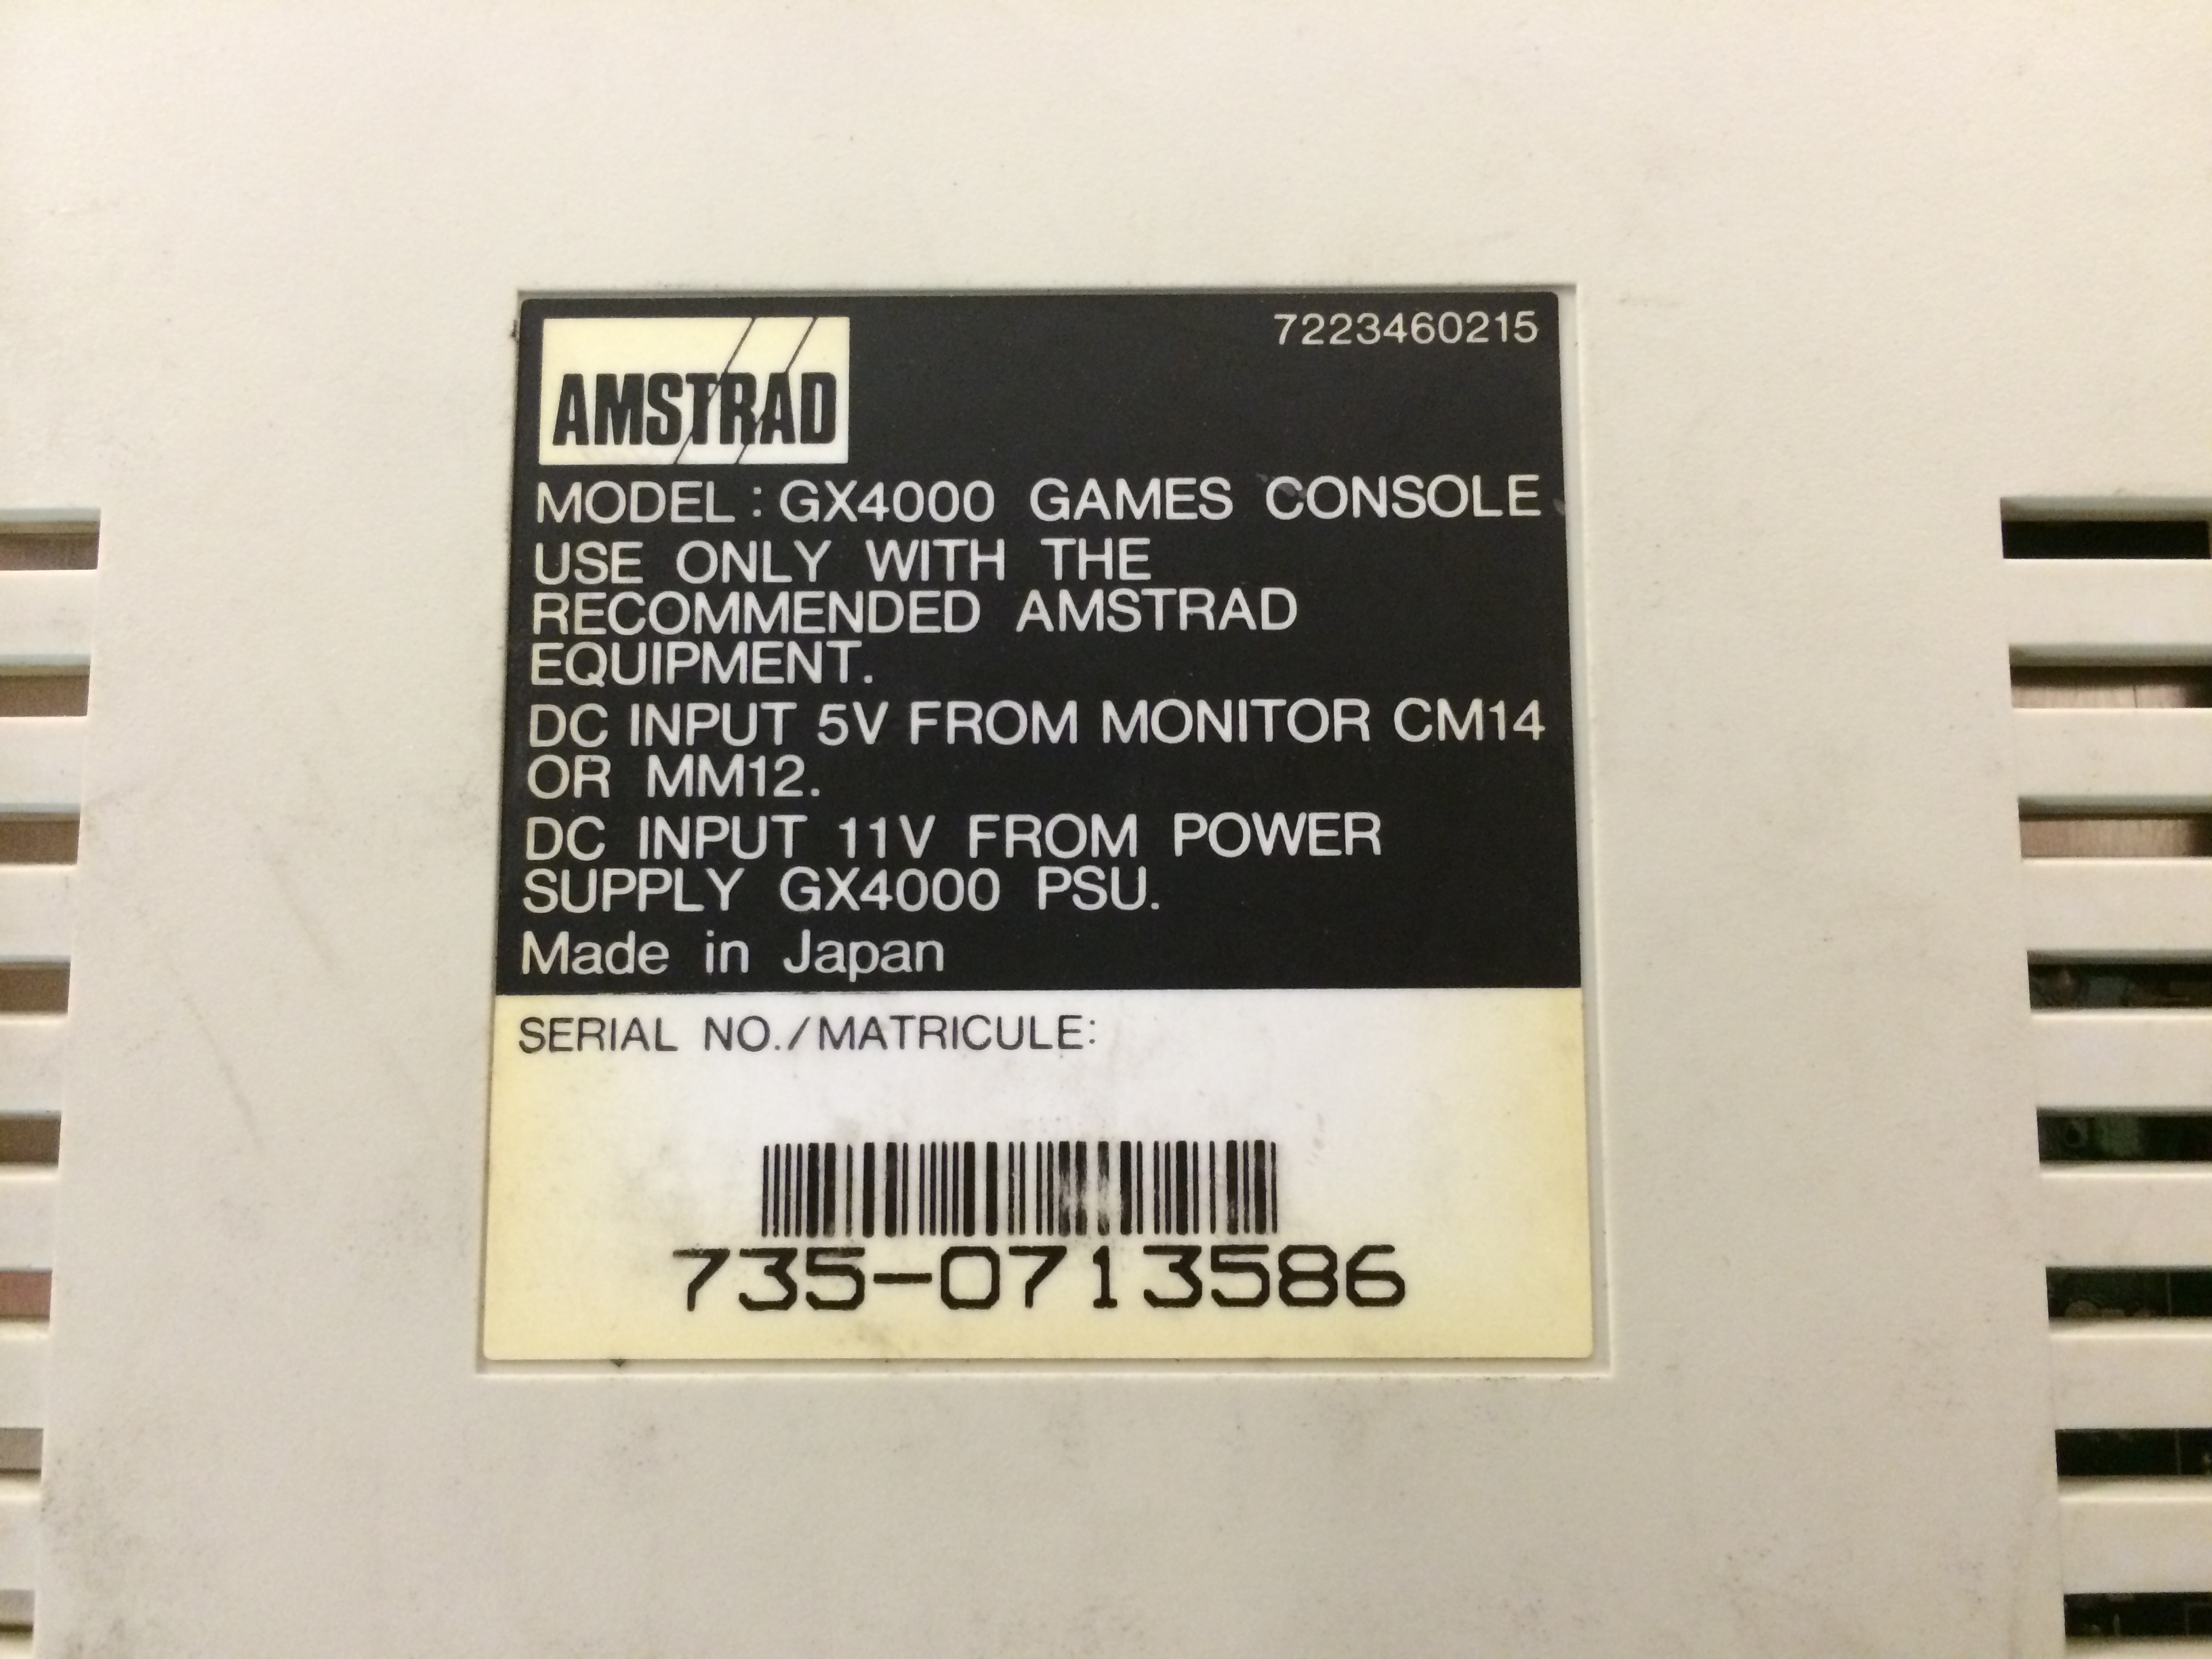 7223460215
AMSTRAD
MODEL : GX4000 GAMES CONSOLE
USE ONLY WITH THE
RECOMMENDED AMSTRAD
EQUIPMENT.
DC INPUT 5V FROM MONITOR CM14
OR MM12.
DC INPUT 11V FROM POWER
SUPPLY GX4000 PSU.
Made in Japan
SERIAL NO./MATRICULE:
735-0713586